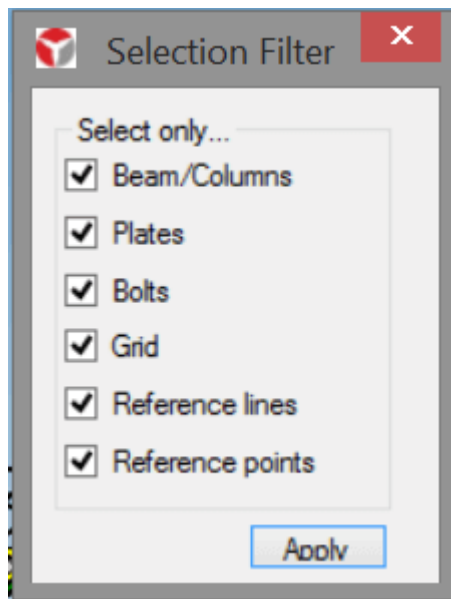 Selection Filter
Select only...
Beam/Columns
Plates
Bolts
Grid
Reference lines
Reference points
Apply